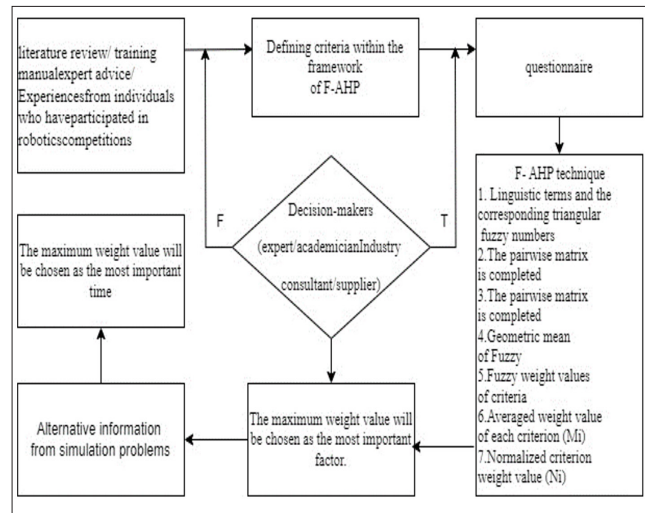 literature review/ training
manualexpert advice/
Experiencesfrom individuals
who haveparticipated in
roboticscompetitions
Defining criteria within the
framework
of F-AHP
questionnaire
F
Decision-makers
(expert/academicianIndustry
consultant/supplier)
T
F- AHP technique
1. Linguistic terms and the
corresponding triangular
fuzzy numbers
2.The pairwise matrix
is completed
3.The pairwise matrix
is completed
4.Geometric mean
of Fuzzy
5.Fuzzy weight values
of criteria
6.Averaged weight value
of each criterion (Mi)
7.Normalized criterion
weight value (Ni)
The maximum weight value will
be chosen as the most important
time
Alternative information
from simulation problems
The maximum weight value will
be chosen as the most important
factor.